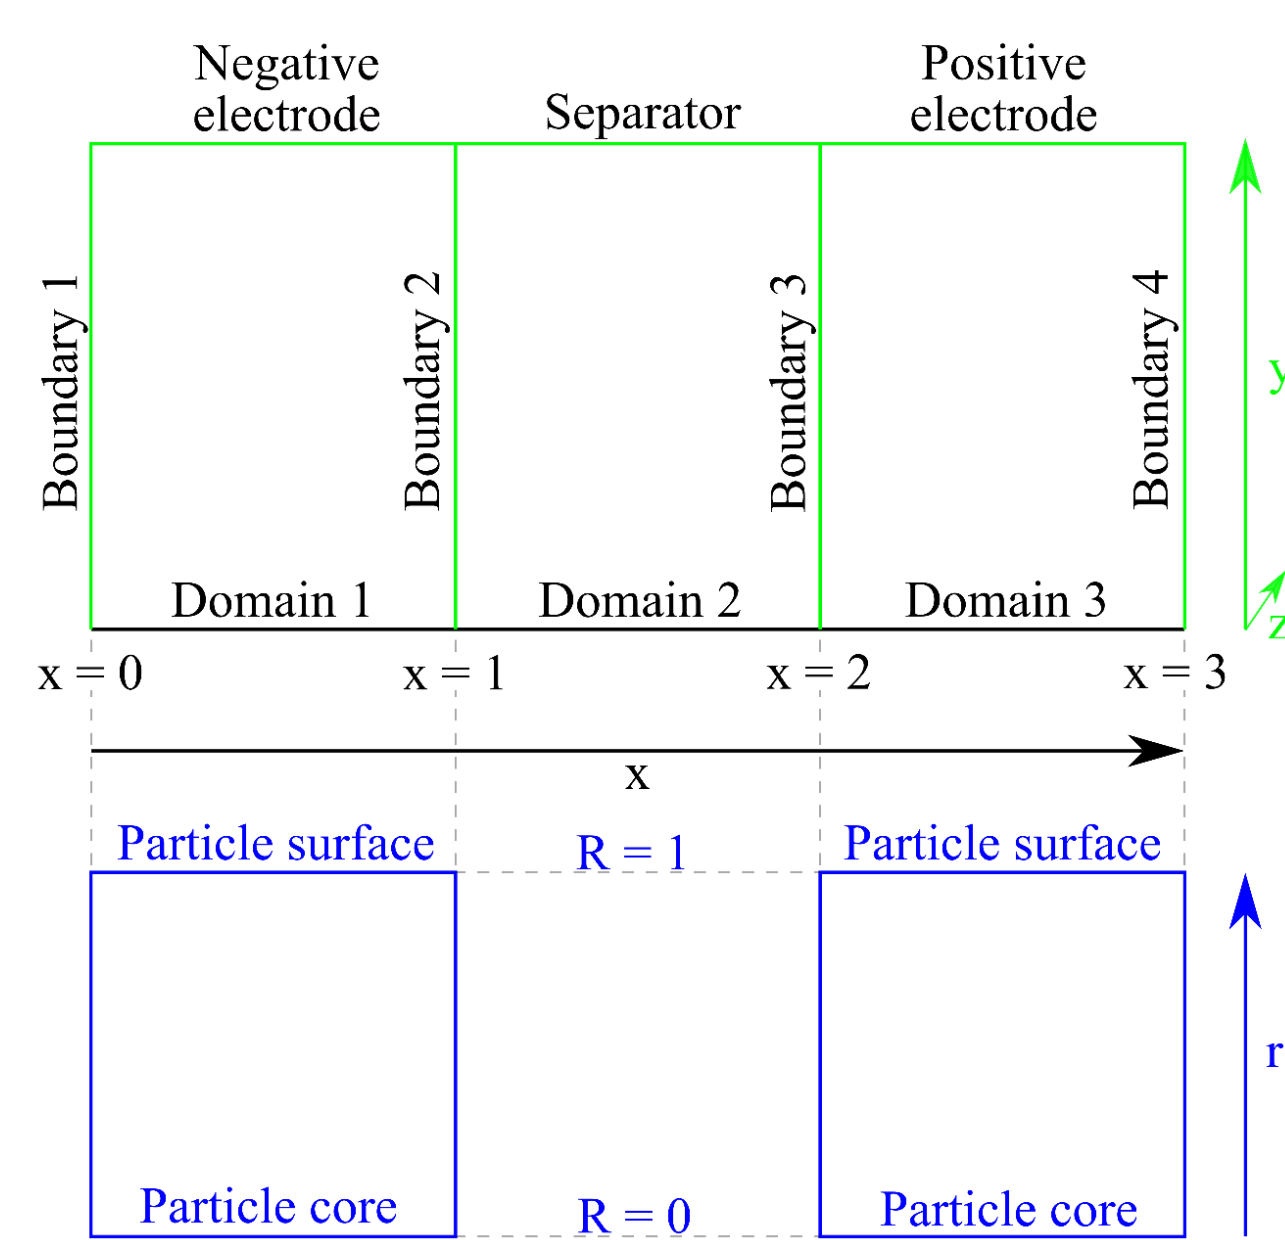 Negative
electrode
Separator
Positive
electrode
Boundary 1
Boundary 2
Boundary 3
Boundary 4
y
Domain 1
Domain 2
Domain 3
z
x = 0
x = 1
x = 2
x = 3
x
Particle surface
R = 1
Particle surface
r
Particle core
R = 0
Particle core